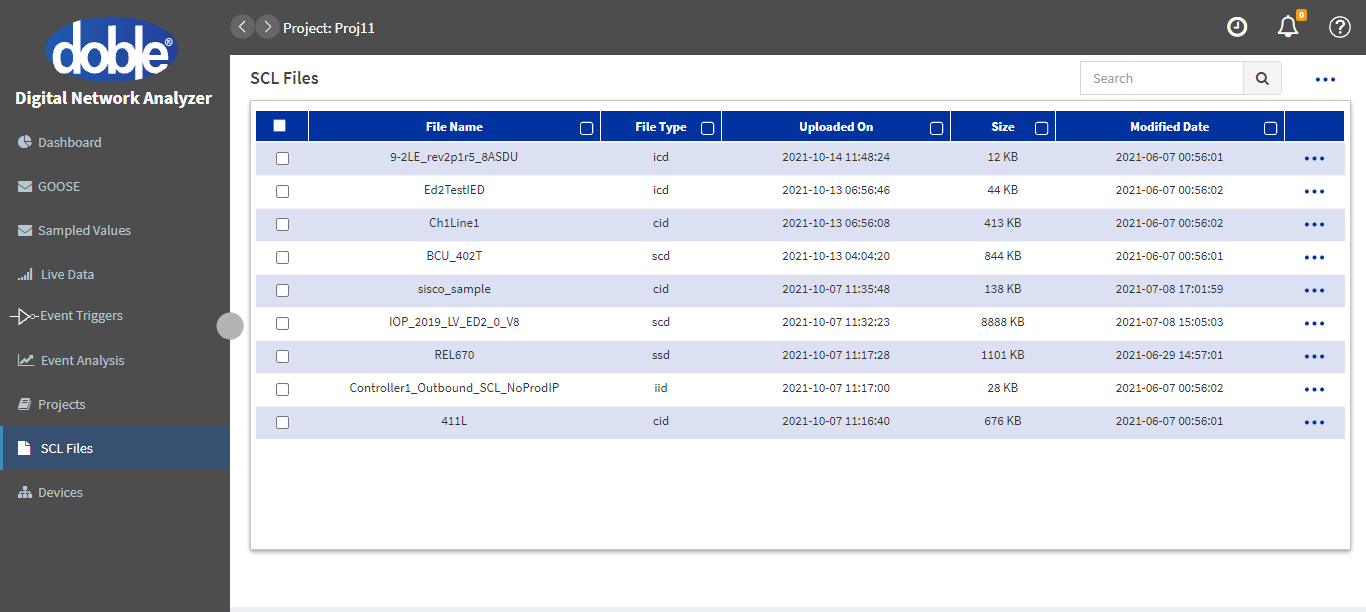 doble®
Digital Network Analyzer
Dashboard
GOOSE
Sampled Values
Live Data
Event Triggers
Event Analysis
Projects
SCL Files
Devices
Project: Proj11
0
SCL Files
Search
File Name File Type Uploaded On Size Modified Date
9-2LE_rev2p1r5_8ASDU icd 2021-10-14 11:48:24 12 KB 2021-06-07 00:56:01
Ed2TestIED icd 2021-10-13 06:56:46 44 KB 2021-06-07 00:56:02
Ch1Line1 cid 2021-10-13 06:56:08 413 KB 2021-06-07 00:56:02
BCU_402T scd 2021-10-13 04:04:20 844 KB 2021-06-07 00:56:01
sisco_sample cid 2021-10-07 11:35:48 138 KB 2021-07-08 17:01:59
IOP_2019_LV_ED2_0_V8 scd 2021-10-07 11:32:23 8888 KB 2021-07-08 15:05:03
REL670 ssd 2021-10-07 11:17:28 1101 KB 2021-06-29 14:57:01
Controller1_Outbound_SCL_NoProdIP iid 2021-10-07 11:17:00 28 KB 2021-06-07 00:56:02
411L cid 2021-10-07 11:16:40 676 KB 2021-06-07 00:56:01